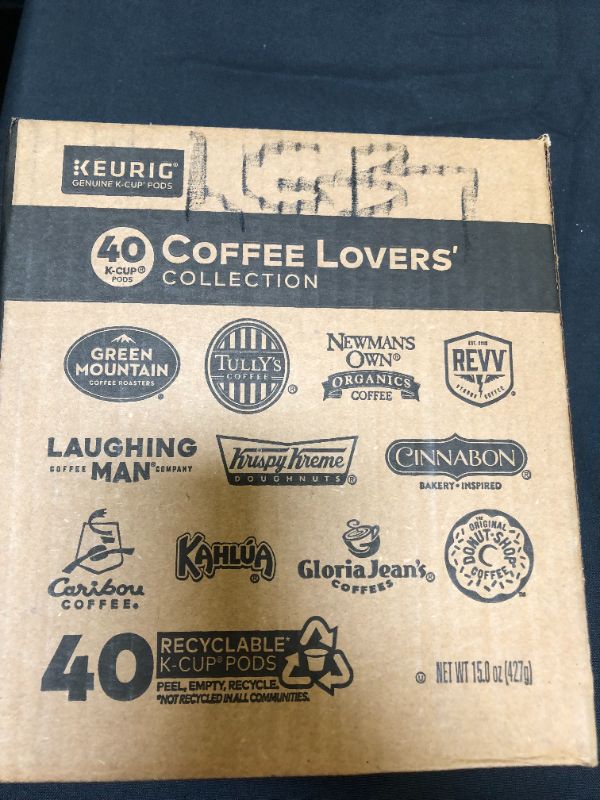 KEURIG®
GENUINE K-CUP® PODS
40
K-CUP®
PODS
COFFEE LOVERS'
COLLECTION
GREEN
MOUNTAIN
COFFEE ROASTERS
®
TULLY'S
COFFEE
®
NEWMAN'S
OWN®
ORGANICS
COFFEE
EST. 1998
REVV
®
LAUGHING
COFFEE MAN® COMPANY
Krispy Kreme
DOUGHNUTS ®
CINNABON
®
BAKERY • INSPIRED
Caribou
COFFEE®
KAHLÚA
®
Gloria Jean's®
COFFEES
THE
ORIGINAL
DONUT·SHOP
COFFEE
™
40
RECYCLABLE*
K-CUP® PODS
PEEL, EMPTY, RECYCLE.
*NOT RECYCLED IN ALL COMMUNITIES.
U NET WT 15.0 oz (427g)